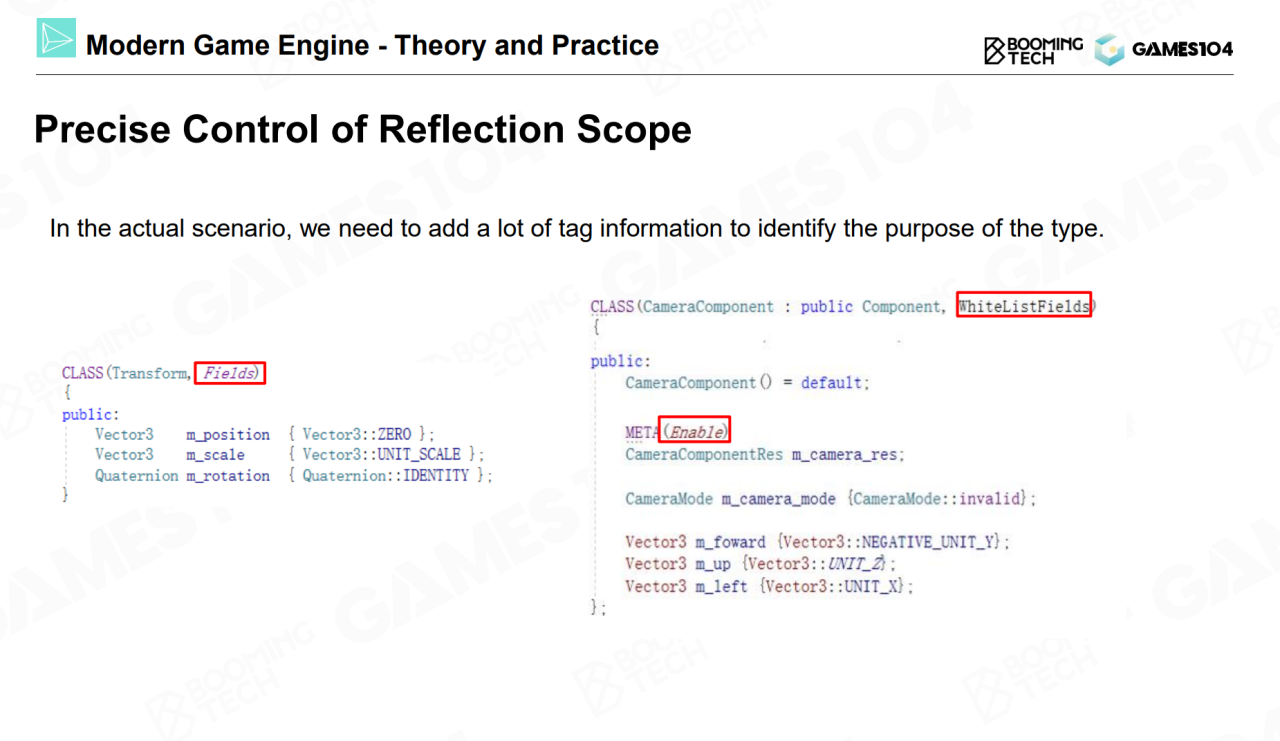 Modern Game Engine - Theory and Practice
BOOMING
TECH
GAMES104
Precise Control of Reflection Scope
In the actual scenario, we need to add a lot of tag information to identify the purpose of the type.
CLASS(Transform, Fields)
{
public:
Vector3 m_position { Vector3::ZERO };
Vector3 m_scale { Vector3::UNIT_SCALE };
Quaternion m_rotation { Quaternion::IDENTITY };
}
CLASS(CameraComponent : public Component, WhiteListFields)
{
public:
CameraComponent() = default;
META(Enable)
CameraComponentRes m_camera_res;
CameraMode m_camera_mode {CameraMode::invalid};
Vector3 m_foward {Vector3::NEGATIVE_UNIT_Y};
Vector3 m_up {Vector3::UNIT_Z};
Vector3 m_left {Vector3::UNIT_X};
};